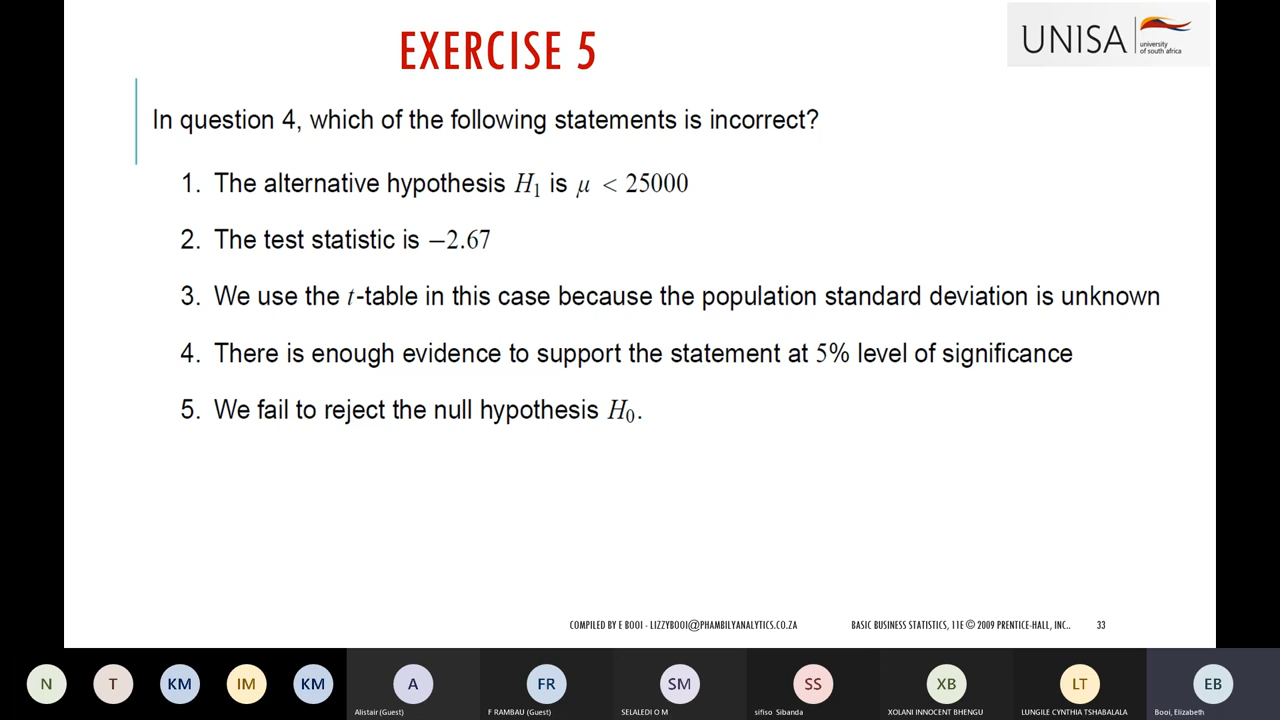 EXERCISE 5
UNISA
university
of south africa
In question 4, which of the following statements is incorrect?
1. The alternative hypothesis H₁ is μ < 25000
2. The test statistic is −2.67
3. We use the t-table in this case because the population standard deviation is unknown
4. There is enough evidence to support the statement at 5% level of significance
5. We fail to reject the null hypothesis H₀.
COMPILED BY E BOOI - LIZZYBOOI@PHAMBILYANALYTICS.CO.ZA
BASIC BUSINESS STATISTICS, 11E © 2009 PRENTICE-HALL, INC..
33
N
T
KM
IM
KM
A
FR
SM
SS
XB
LT
EB
Alistair (Guest)
F RAMBAU (Guest)
SELALEDI O M
sifiso Sibanda
XOLANI INNOCENT BHENGU
LUNGILE CYNTHIA TSHABALALA
Booi, Elizabeth